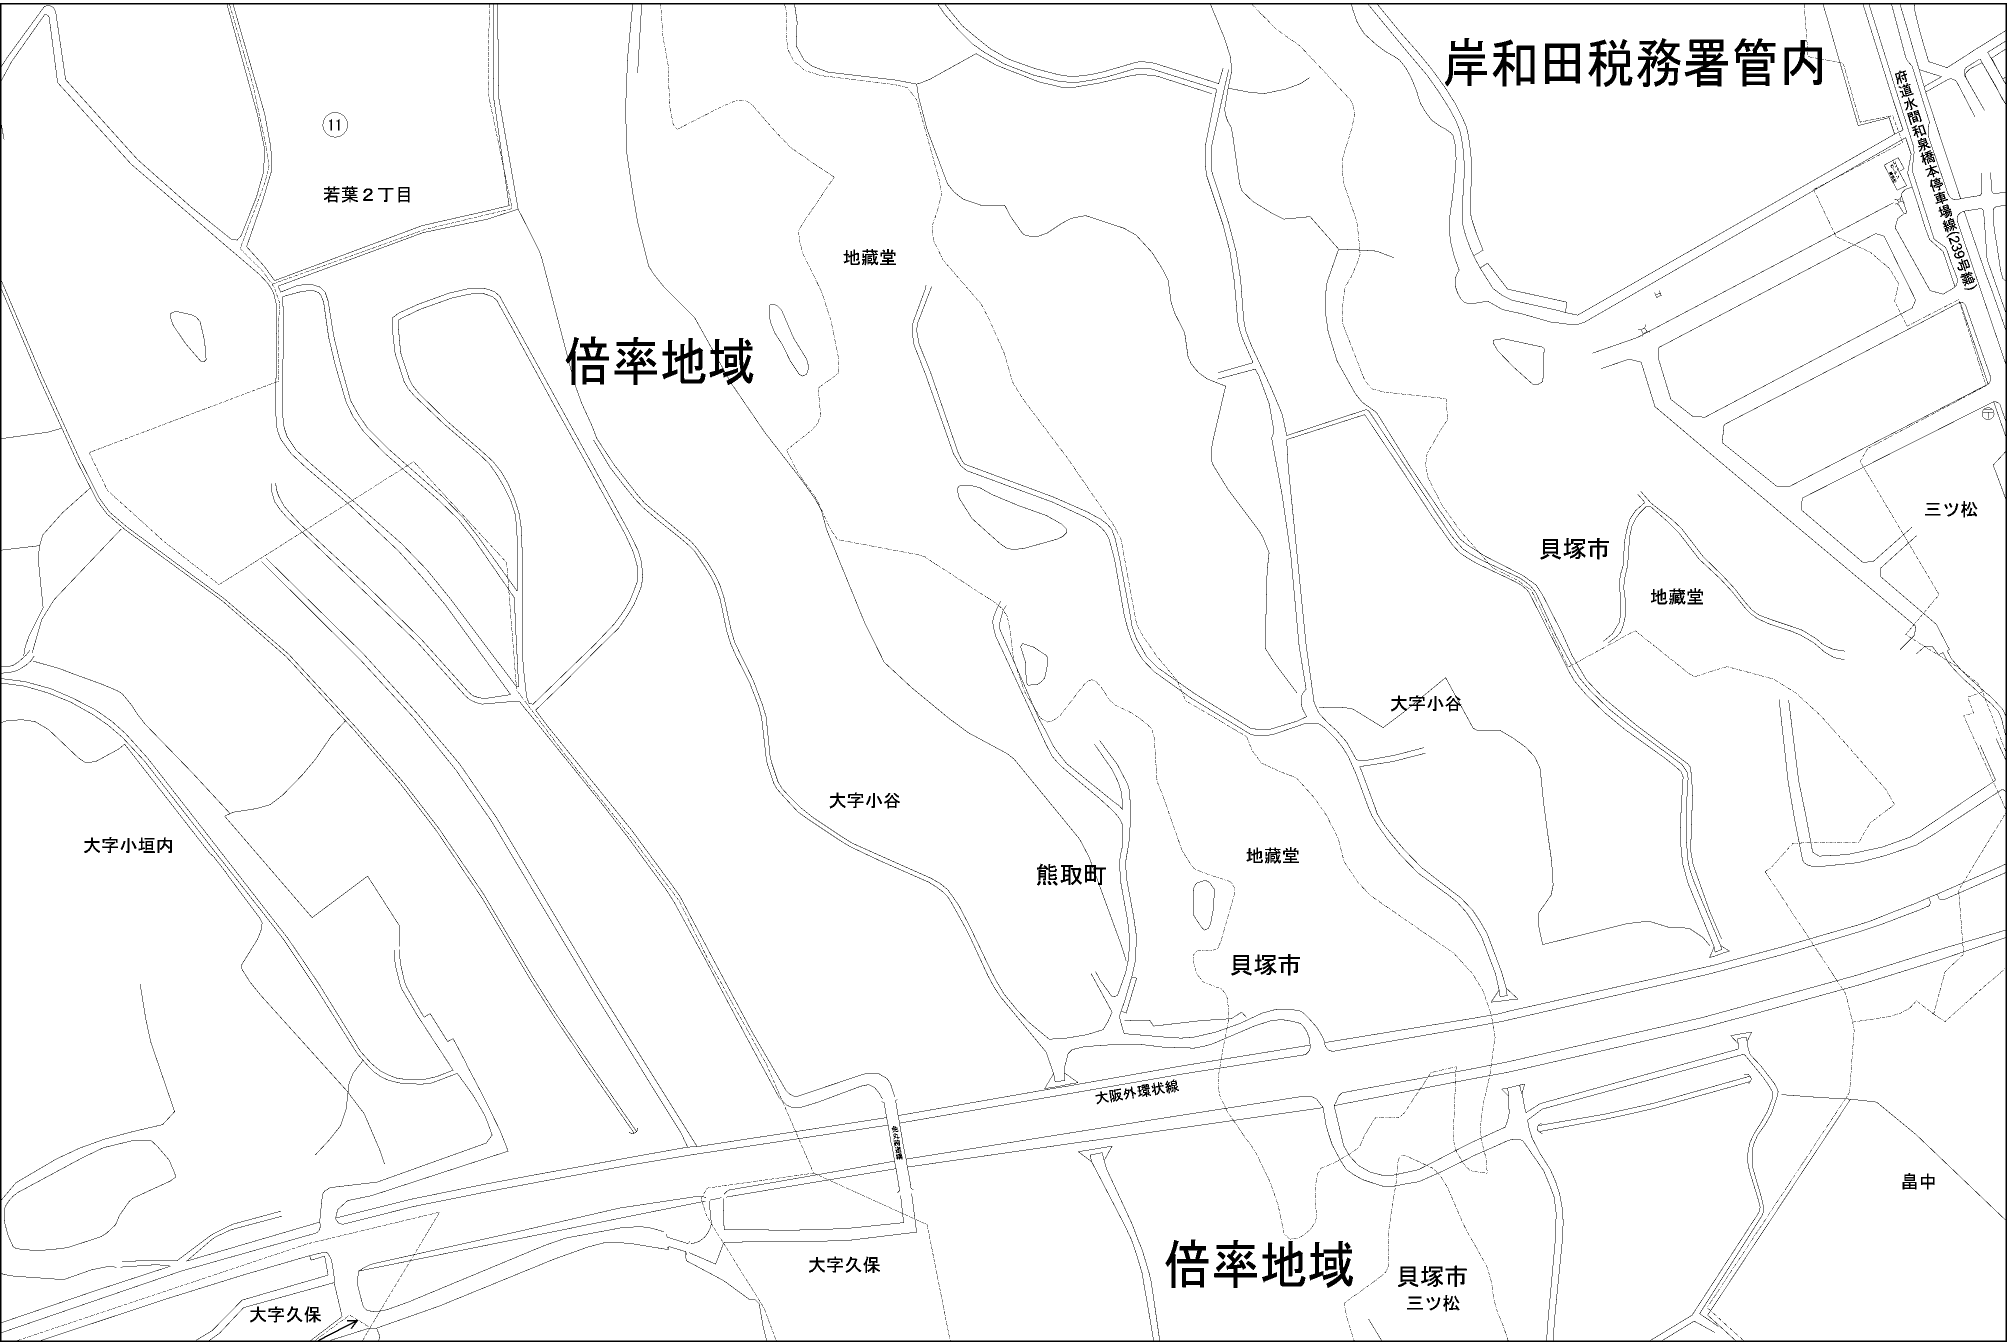 岸和田税務署管内
府道水間和泉橋本停車場線(239号線)
11
若葉２丁目
地蔵堂
倍率地域
三ツ松
貝塚市
地蔵堂
大字小谷
大字小谷
大字小垣内
熊取町
地蔵堂
貝塚市
大阪外環状線
畠中
倍率地域
大字久保
貝塚市
三ツ松
大字久保